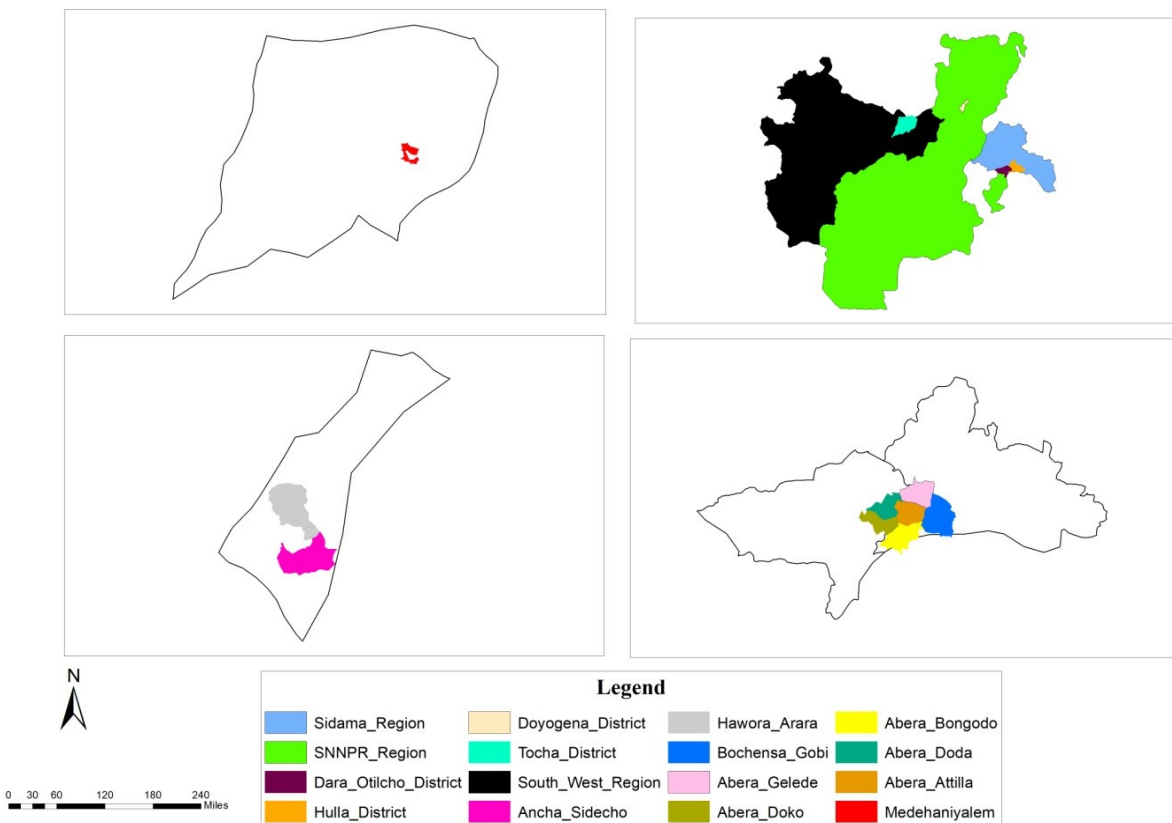 N
0 30 60 120 180 240
Miles
Legend
Sidama_Region
SNNPR_Region
Dara_Otilcho_District
Hulla_District
Doyogena_District
Tocha_District
South_West_Region
Ancha_Sidecho
Hawora_Arara
Bochensa_Gobi
Abera_Gelede
Abera_Doko
Abera_Bongodo
Abera_Doda
Abera_Attilla
Medehaniyalem